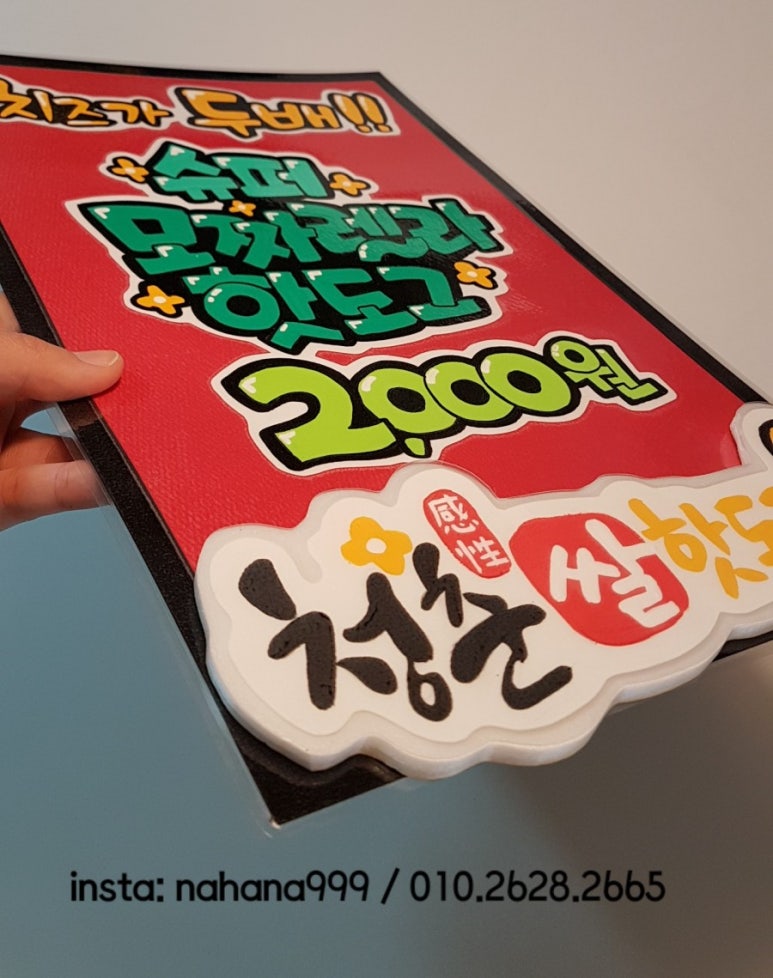 치즈가 두배!!
슈퍼
모짜렐라
핫도그
2000원
感性
청춘 쌀 핫도
insta: nahana999 / 010.2628.2665